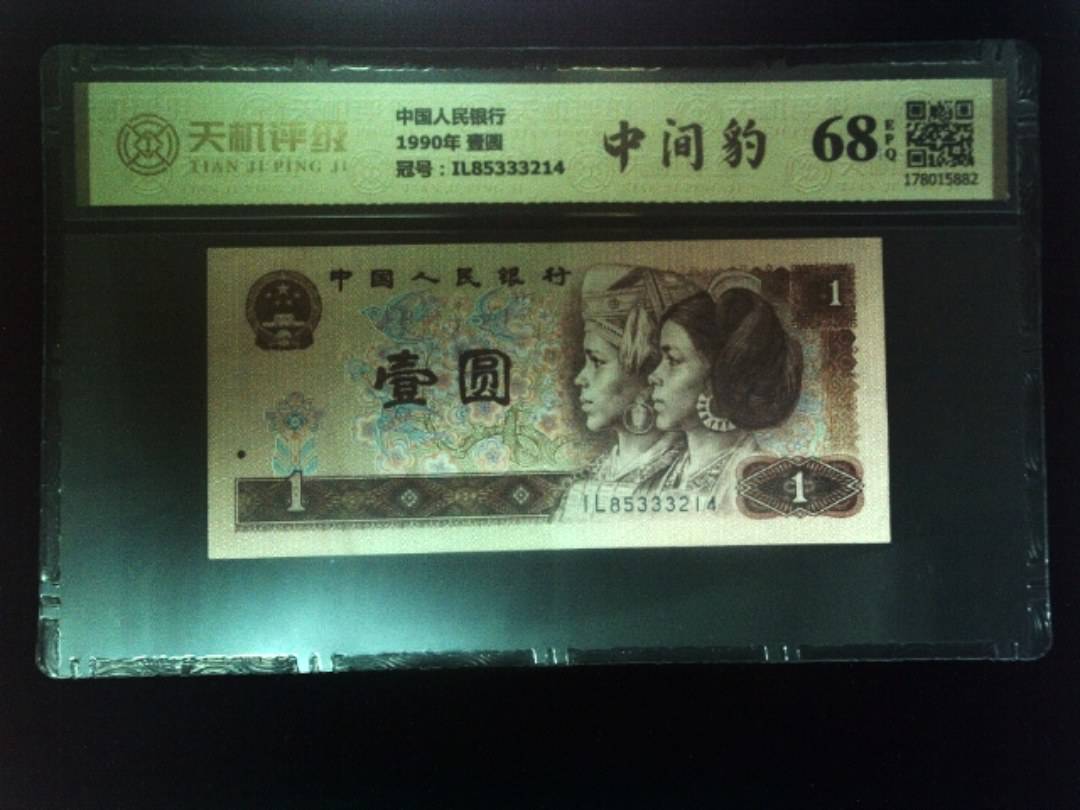 天机评级
TIAN JI PING JI
中国人民银行
1990年 壹圆
冠号：IL85333214
中间豹
68
EPQ
178015882
中国人民银行
1
壹圆
1
IL85333214
1